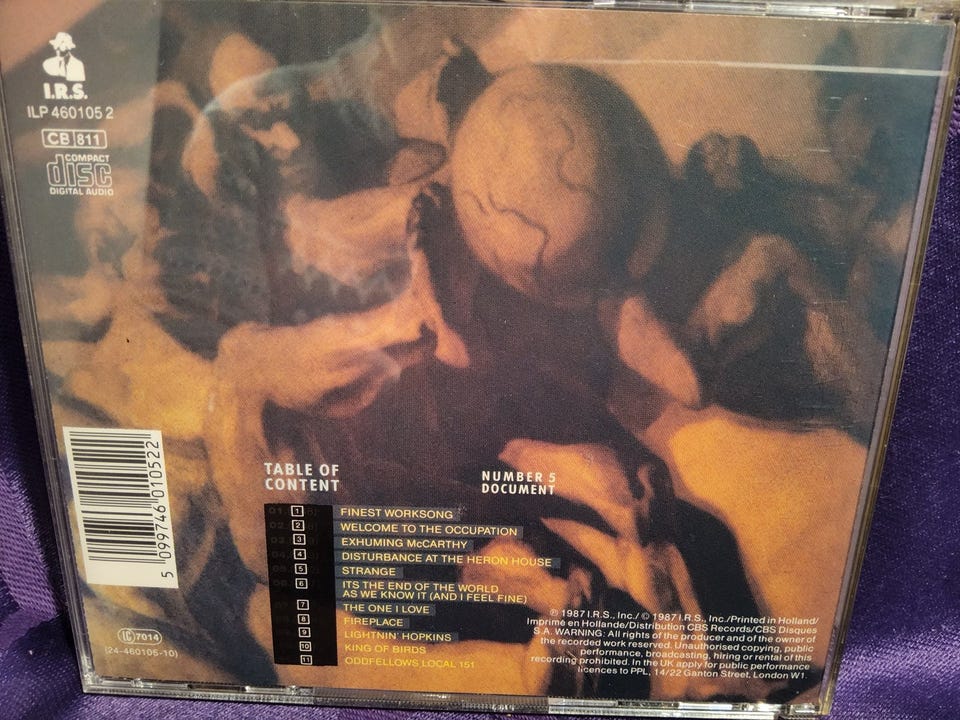 I.R.S.
ILP 460105 2
CB 811
COMPACT
disc
DIGITAL AUDIO
5 099746 010522
LC 7014
(24-460105-10)
TABLE OF
CONTENT
NUMBER 5
DOCUMENT
1 FINEST WORKSONG
2 WELCOME TO THE OCCUPATION
3 EXHUMING McCARTHY
4 DISTURBANCE AT THE HERON HOUSE
5 STRANGE
6 ITS THE END OF THE WORLD
AS WE KNOW IT (AND I FEEL FINE)
7 THE ONE I LOVE
8 FIREPLACE
9 LIGHTNIN' HOPKINS
10 KING OF BIRDS
11 ODDFELLOWS LOCAL 151
℗ 1987 I.R.S., Inc./ © 1987 I.R.S., Inc./Printed in Holland/
Imprime en Hollande/Distribution CBS Records/CBS Disques
S.A. WARNING: All rights of the producer and of the owner of
the recorded work reserved. Unauthorised copying, public
performance, broadcasting, hiring or rental of this
recording prohibited. In the UK apply for public performance
licences to PPL, 14/22 Ganton Street, London W1.